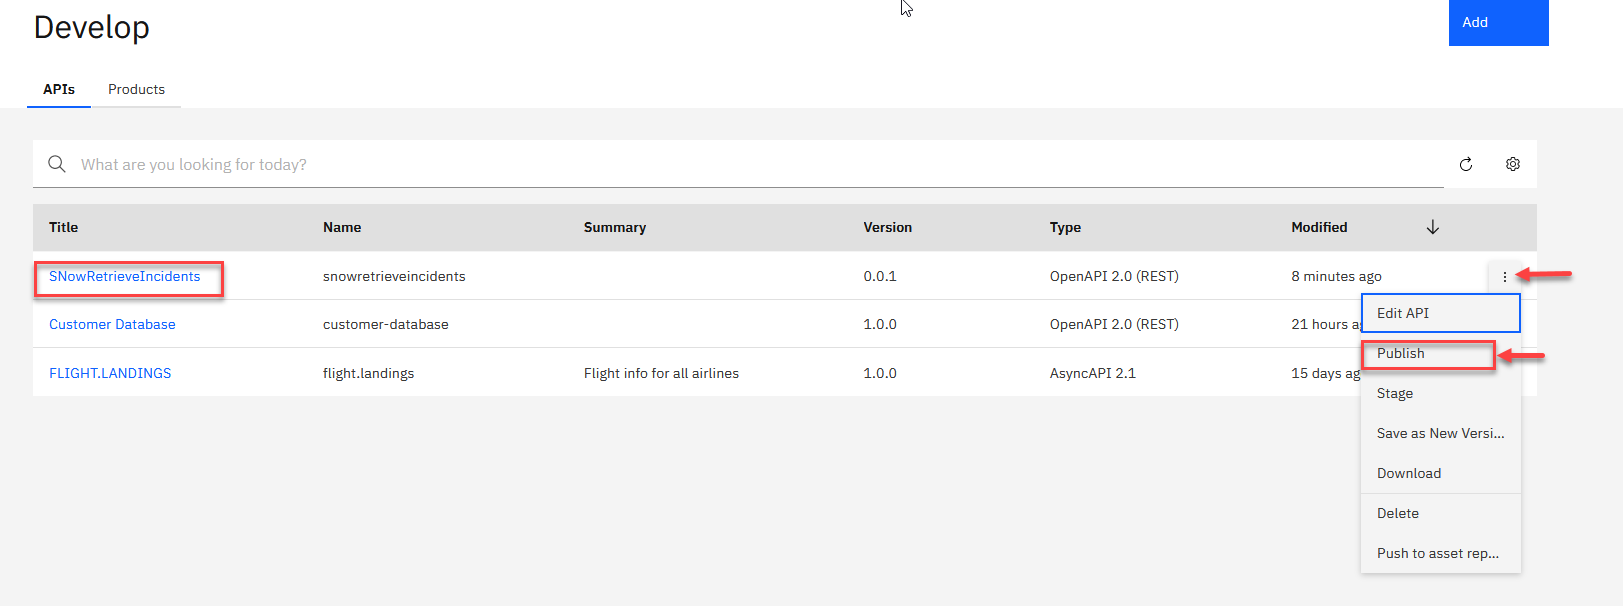 Develop
Add
APIs Products
What are you looking for today?
Title Name Summary Version Type Modified
SNowRetrieveIncidents snowretrieveincidents 0.0.1 OpenAPI 2.0 (REST) 8 minutes ago
Edit API
Customer Database customer-database 1.0.0 OpenAPI 2.0 (REST) 21 hours ag
Publish
FLIGHT.LANDINGS flight.landings Flight info for all airlines 1.0.0 AsyncAPI 2.1 15 days ag
Stage
Save as New Versi...
Download
Delete
Push to asset rep...